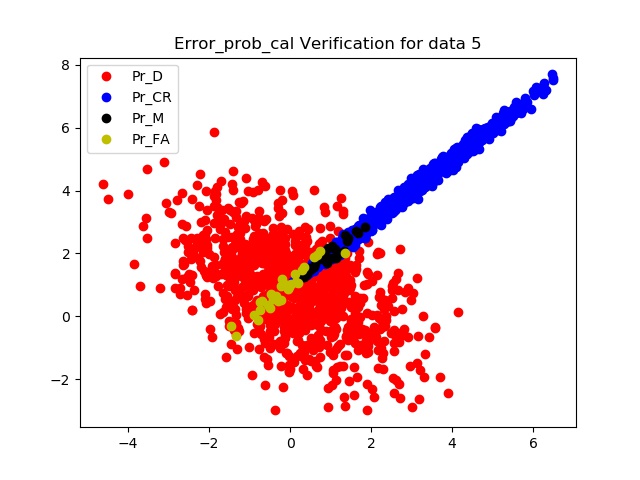 Error_prob_cal Verification for data 5
Pr_D
Pr_CR
Pr_M
Pr_FA
8
6
4
2
0
−2
−4 −2 0 2 4 6